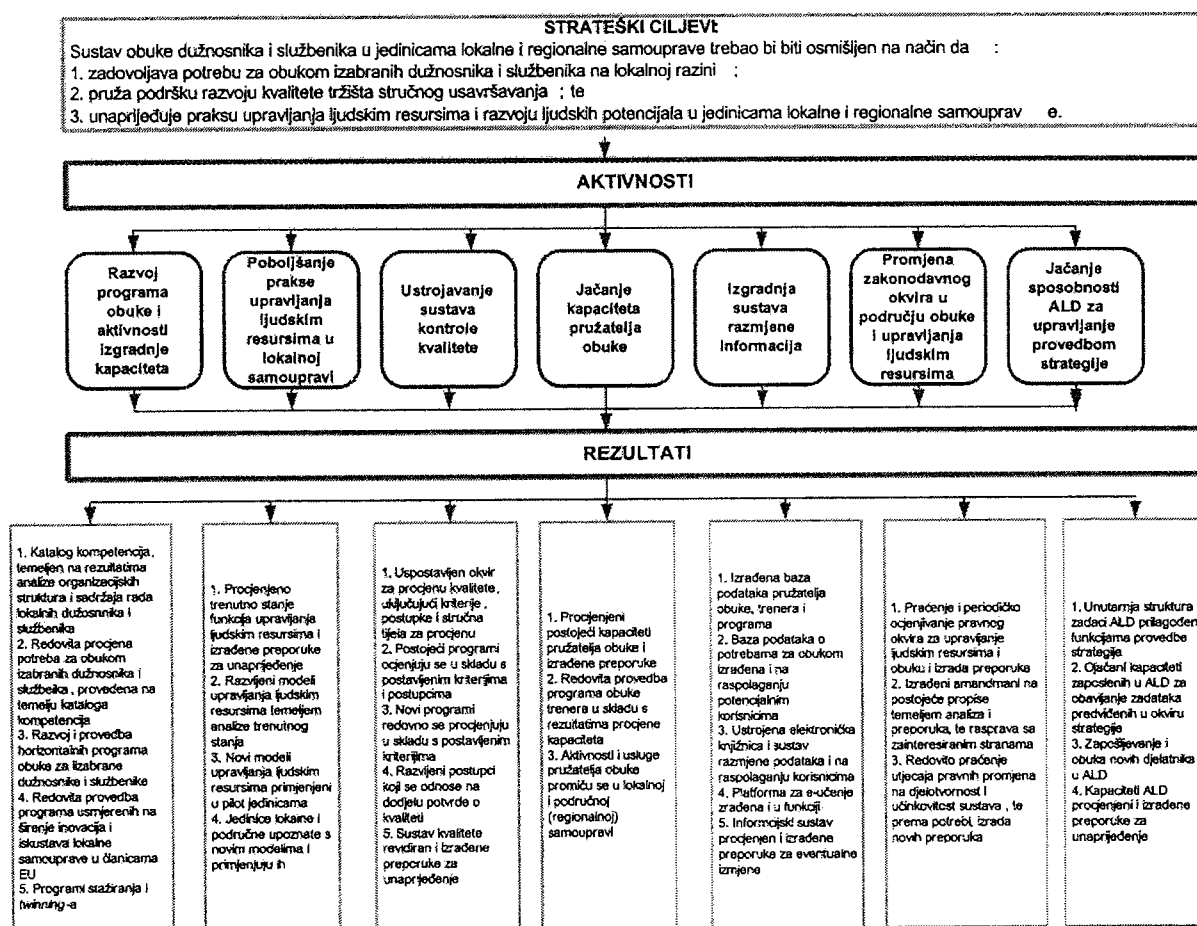 STRATEŠKI CILJEVI:
Sustav obuke dužnosnika i službenika u jedinicama lokalne i regionalne samouprave trebao bi biti osmišljen na način da :
1. zadovoljava potrebu za obukom izabranih dužnosnika i službenika na lokalnoj razini ;
2. pruža podršku razvoju kvalitete tržišta stručnog usavršavanja ; te
3. unaprijeđuje praksu upravljanja ljudskim resursima i razvoju ljudskih potencijala u jedinicama lokalne i regionalne samouprav e.
AKTIVNOSTI
Razvoj
programa
obuke i
aktivnosti
izgradnje
kapaciteta
Poboljšanje
prakse
upravljanja
ljudskim
resursima u
lokalnoj
samoupravi
Ustrojavanje
sustava
kontrole
kvalitete
Jačanje
kapaciteta
pružatelja
obuke
Izgradnja
sustava
razmjene
informacija
Promjena
zakonodavnog
okvira u
području obuke
i upravljanja
ljudskim
resursima
Jačanje
sposobnosti
ALD za
upravljanje
provedbom
strategije
REZULTATI
1. Katalog kompetencija,
temeljen na rezultatima
analize organizacijskih
struktura i sadržaja rada
lokalnih dužosnnika i
službenika
2. Redovita procjena
potreba za obukom
izabranih dužnosnika i
službeika , provedena na
temelju kataloga
kompetencija
3. Razvoj i provedba
horizontalnih programa
obuke za iizabrane
dužnosnike i službenike
4. Redovita provedba
programa usmjerenih na
širenje inovacija i
iskustava lokalne
samouprave u članicama
EU
5. Programi stažiranja i
twinning-a
1. Procjenjeno
trenutno stanje
funkcija upravljanja
ljudskim resursima i
izrađene preporuke
za unaprijeđenje
2. Razvijeni modeli
upravljanja ljudskim
resursima temeljem
analize trenutnog
stanja
3. Novi modeli
upravljanja ljudskim
resursima primjenjeni
u pilot jedinicama
4. Jedinice lokalne i
područne upoznate s
novim modelima i
primjenjuju ih
1. Uspostavljen okvir
za procjenu kvalitete,
uključujući kriterije ,
postupke i stručna
tijela za procjenu
2. Postojeći programi
ocjenjuju se u skladu s
postavljenim kriterijima
i postupcima
3. Novi programi
redovno se procjenjuju
u skladu s postavljenim
kriterijima
4. Razvljeni postupci
koji se odnose na
dodjelu potvrde o
kvaliteti
5. Sustav kvalitete
revidiran i izrađene
preporuke za
unaprijeđenje
1. Procjenjeni
postojeći kapaciteti
pružatelja obuke i
izrađene preporuke
2. Redovita provedba
programa obuke
trenera u skladu s
rezultatima procjene
kapaciteta
3. Aktivnosti i usluge
pružatelja obuke
promiču se u lokalnoj
i područnoj
(regionalnoj)
samoupravi
1. Izrađena baza
podataka pružatelja
obuke, trenera i
programa
2. Baza podataka o
potrebama za obukom
izrađena i na
raspolaganju
potencijalnim
korisnicima
3. Ustrojena elektronička
knjižnica i sustav
razmjene podataka i na
raspolaganju korisnicima
4. Platforma za e-učenje
zrađena i u funkciji
5. Informacijski sustav
procjenjen i izrađene
preporuke za eventualne
izmjene
1. Praćenje i periodičko
ocjenjivanje pravnog
okvira za upravljanje
ljudskim resursima i
obuku i izrada preporuka
2. Izrađeni amandmani na
postojeće propise
temeljem analiza i
preporuka, te rasprava sa
zainteresiranim stranama
3. Redovito praćenje
utjecaja pravnih promjena
na djelotvornost i
učinkovitost sustava , te
prema potrebi, izrada
novih preporuka
1. Unutarnja struktura
zadaci ALD prilagođen
funkcijama provedbe
strategije
2. Ojačani kapaciteti
zaposlenih u ALD za
obavljanje zadataka
predviđenih u okviru
strategije
3. Zapošljevanje i
obuka novih djelatnika
u ALD
4. Kapaciteti ALD
procjenjeni i izrađene
preporuke za
unaprijeđenje